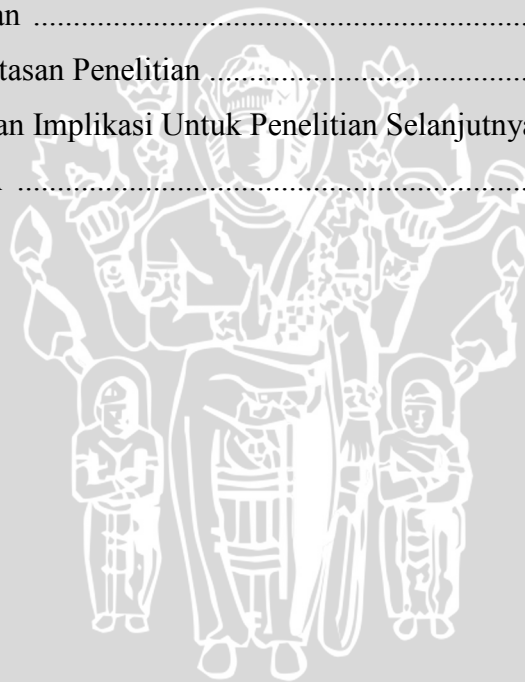 an ..........................................................
tasan Penelitian ......................................
an Implikasi Untuk Penelitian Selanjutnya
............................................................